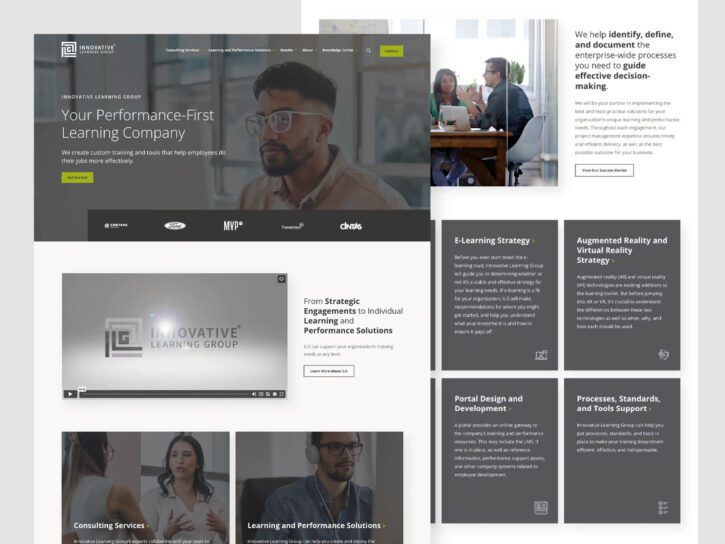 INNOVATIVE
LEARNING GROUP
Consulting Services
Learning and Performance Solutions
Results
About
Knowledge Center
Contact
INNOVATIVE LEARNING GROUP
Your Performance-First
Learning Company
We create custom training and tools that help employees do
their jobs more effectively.
Get Started
Ford
MVP
CINTAS
From Strategic
Engagements to Individual
Learning and
Performance Solutions
ILG can support your organization's training
needs at any level.
Learn More About ILG
INNOVATIVE
LEARNING GROUP
Consulting Services ›
Innovative Learning Group's experts collaborate with your team to
Learning and Performance Solutions ›
Innovative Learning Group can help you create and deploy the
We help identify, define,
and document the
enterprise-wide processes
you need to guide
effective decision-
making.
We will be your partner in implementing the
best and most practical solutions for your
organization's unique learning and performance
needs. Throughout each engagement, our
project management expertise ensures timely
and efficient delivery, as well as the best
possible outcome for your business.
View Our Success Stories
E-Learning Strategy ›
Before you even start down the e-
learning road, Innovative Learning Group
will guide you in determining whether or
not it's a viable and effective strategy for
your learning needs. If e-learning is a fit
for your organization, ILG will make
recommendations for where you might
get started, and help you understand
what your investment is and how to
ensure it pays off.
Augmented Reality and
Virtual Reality
Strategy ›
Augmented reality (AR) and virtual reality
(VR) technologies are exciting additions to
the learning toolkit. But before jumping
into AR or VR, it's crucial to understand
the differences between these two
technologies as well as when, why, and
how each should be used.
Portal Design and
Development ›
A portal provides an online gateway to
the company's learning and performance
resources. This may include the LMS, if
one is in place, as well as reference
information, performance support assets,
and other company systems related to
employee development.
Processes, Standards,
and Tools Support ›
Innovative Learning Group can help you
put processes, standards, and tools in
place to make your training department
efficient, effective, and indispensable.